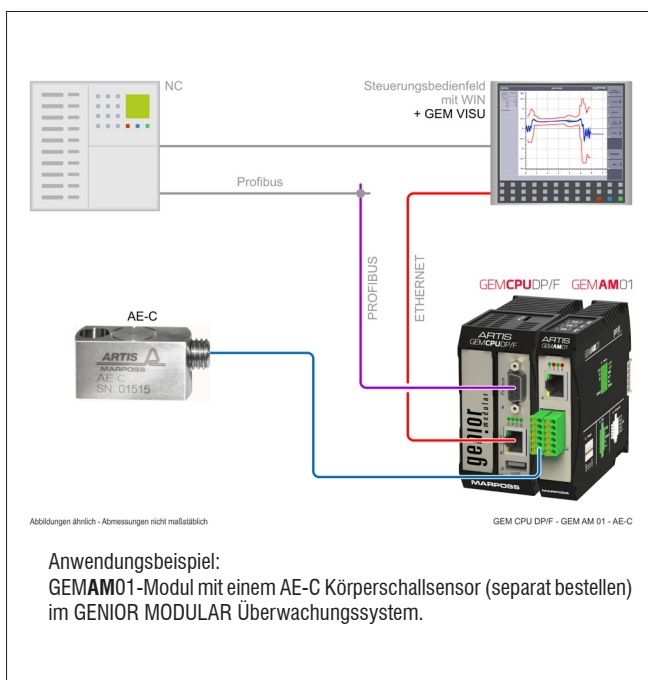 NC
Steuerungsbedienfeld
mit WIN
+ GEM VISU
Profibus
PROFIBUS
ETHERNET
GEMCPUDP/F GEMAM01
AE-C
ARTIS
MARPOSS
AE-C
SN: 01515
ARTIS
GEMCPUDP/F
genior
modular
MARPOSS
ARTIS
GEMAM01
Abbildungen ähnlich - Abmessungen nicht maßstäblich
GEM CPU DP/F - GEM AM 01 - AE-C
Anwendungsbeispiel:
GEMAM01-Modul mit einem AE-C Körperschallsensor (separat bestellen)
im GENIOR MODULAR Überwachungssystem.